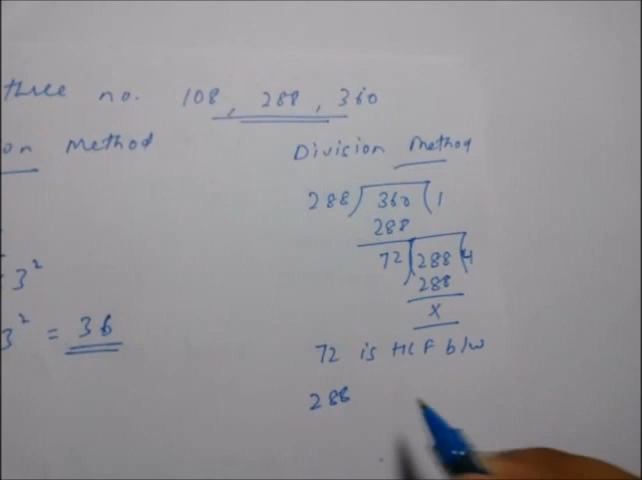 three no. 108, 288, 360
on Method
Division Method
288) 360 (1
288
72) 288 (4
288
x
3²
3² = 36
72 is HCF b/w
288